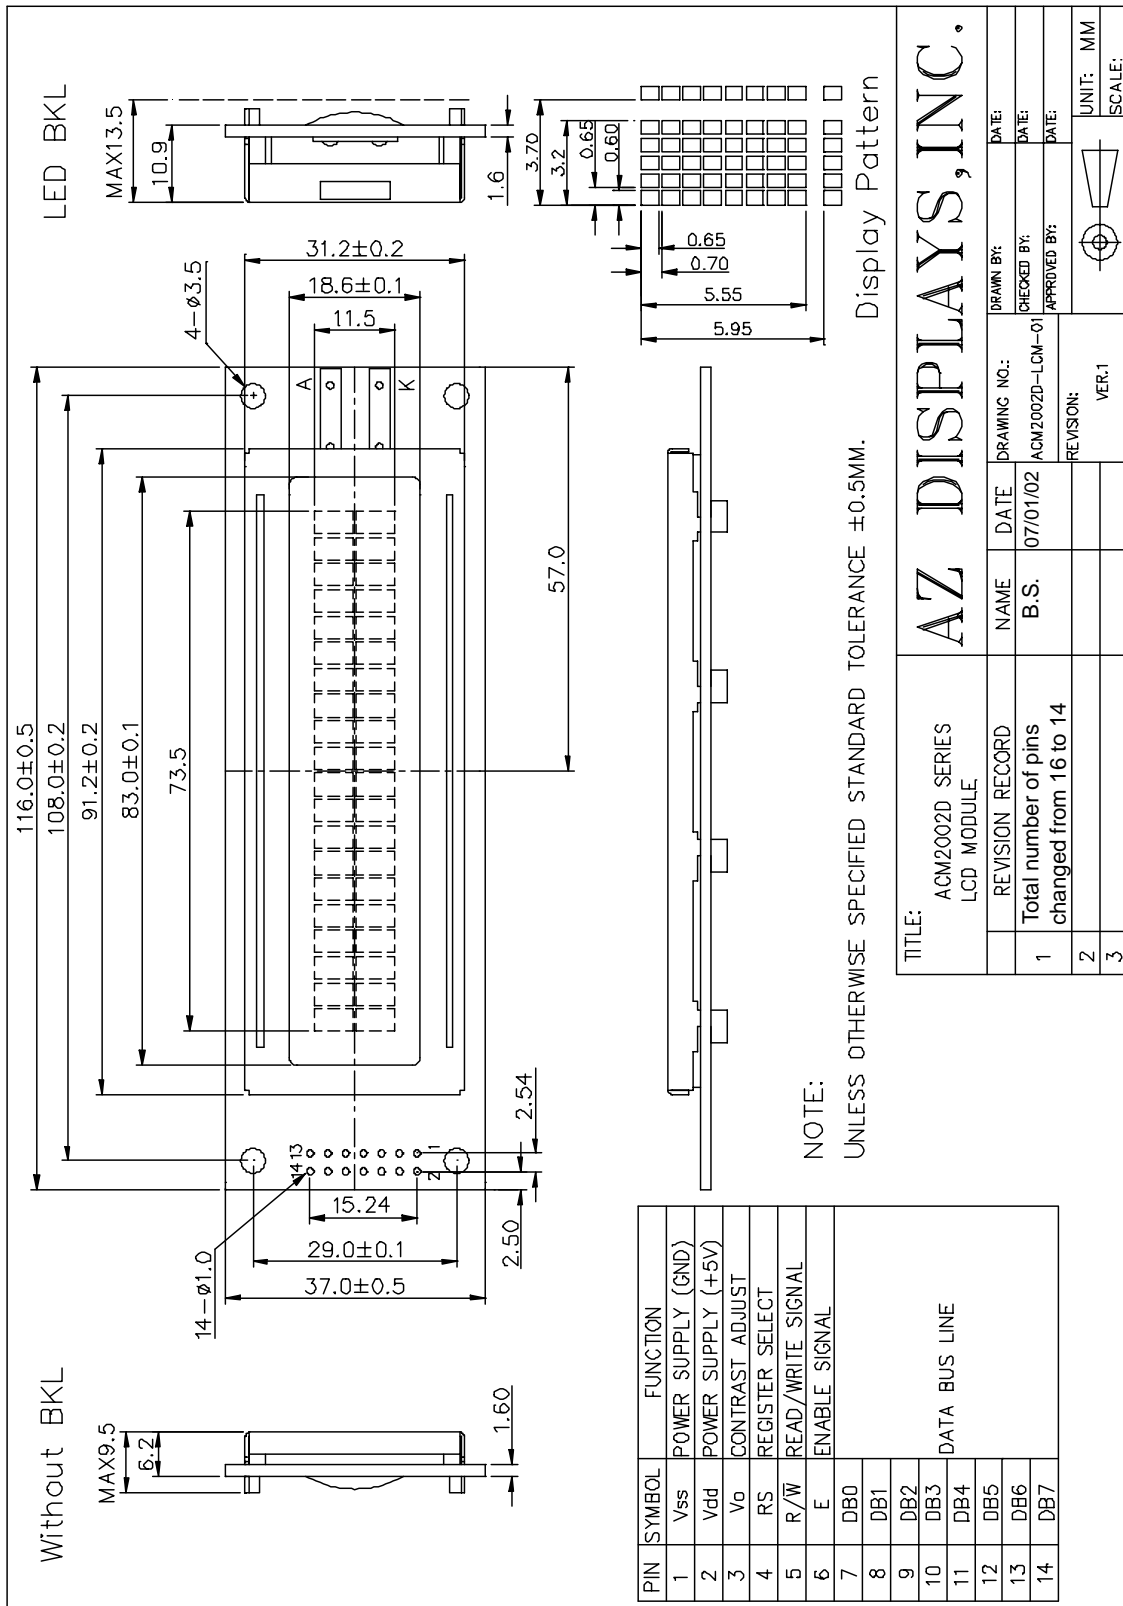 Without BKL
MAX9.5
6.2
1.60
116.0±0.5
108.0±0.2
91.2±0.2
83.0±0.1
73.5
14-ø1.0
4-ø3.5
14 13
2 1
A
K
31.2±0.2
18.6±0.1
11.5
15.24
29.0±0.1
37.0±0.5
2.50
2.54
57.0
LED BKL
MAX13.5
10.9
1.6
3.70
3.2
0.65
0.60
0.65
0.70
5.55
5.95
Display Pattern
PIN SYMBOL FUNCTION
1 Vss POWER SUPPLY (GND)
2 Vdd POWER SUPPLY (+5V)
3 Vo CONTRAST ADJUST
4 RS REGISTER SELECT
5 R/W̅ READ/WRITE SIGNAL
6 E ENABLE SIGNAL
7 DB0
8 DB1
9 DB2
10 DB3
11 DB4
DATA BUS LINE
12 DB5
13 DB6
14 DB7
NOTE:
UNLESS OTHERWISE SPECIFIED STANDARD TOLERANCE ±0.5MM.
TITLE:
ACM2002D SERIES
LCD MODULE
AZ DISPLAYS,INC.
REVISION RECORD NAME DATE
1 Total number of pins
changed from 16 to 14
B.S. 07/01/02
2
3
DRAWING NO.:
ACM2002D-LCM-01
REVISION:
VER.1
DRAWN BY: DATE:
CHECKED BY: DATE:
APPROVED BY: DATE:
UNIT: MM
SCALE: